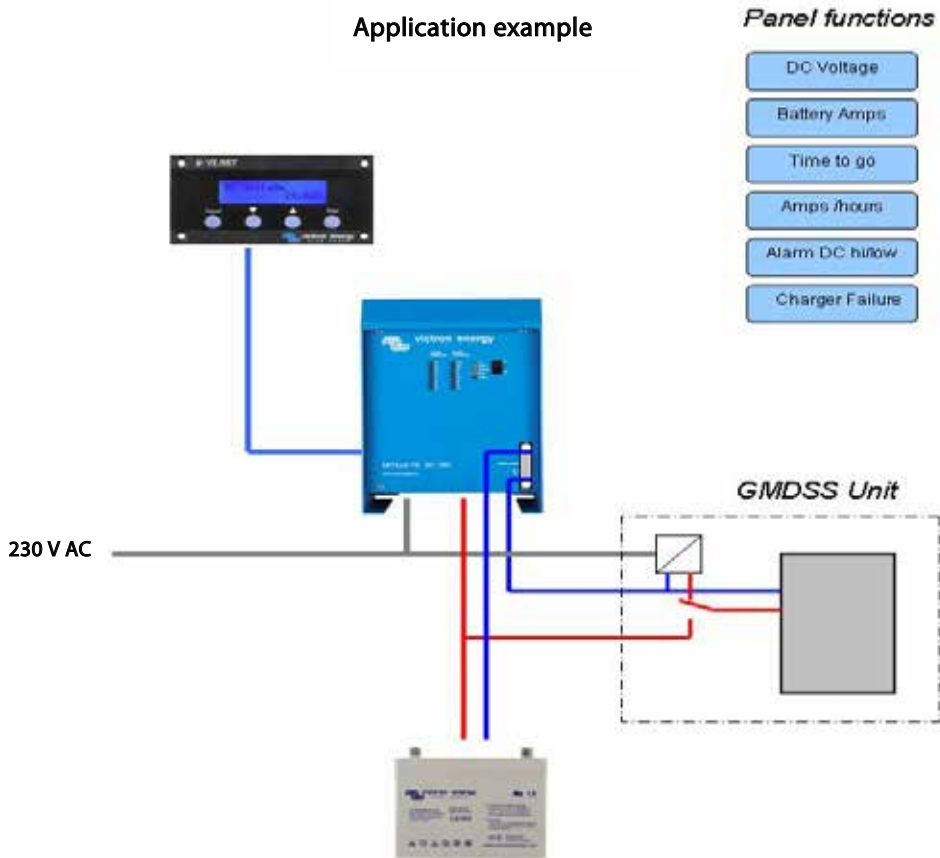 Application example
Panel functions
DC Voltage
Battery Amps
Time to go
Amps /hours
Alarm DC hi/low
Charger Failure
victron energy
GMDSS Unit
230 V AC